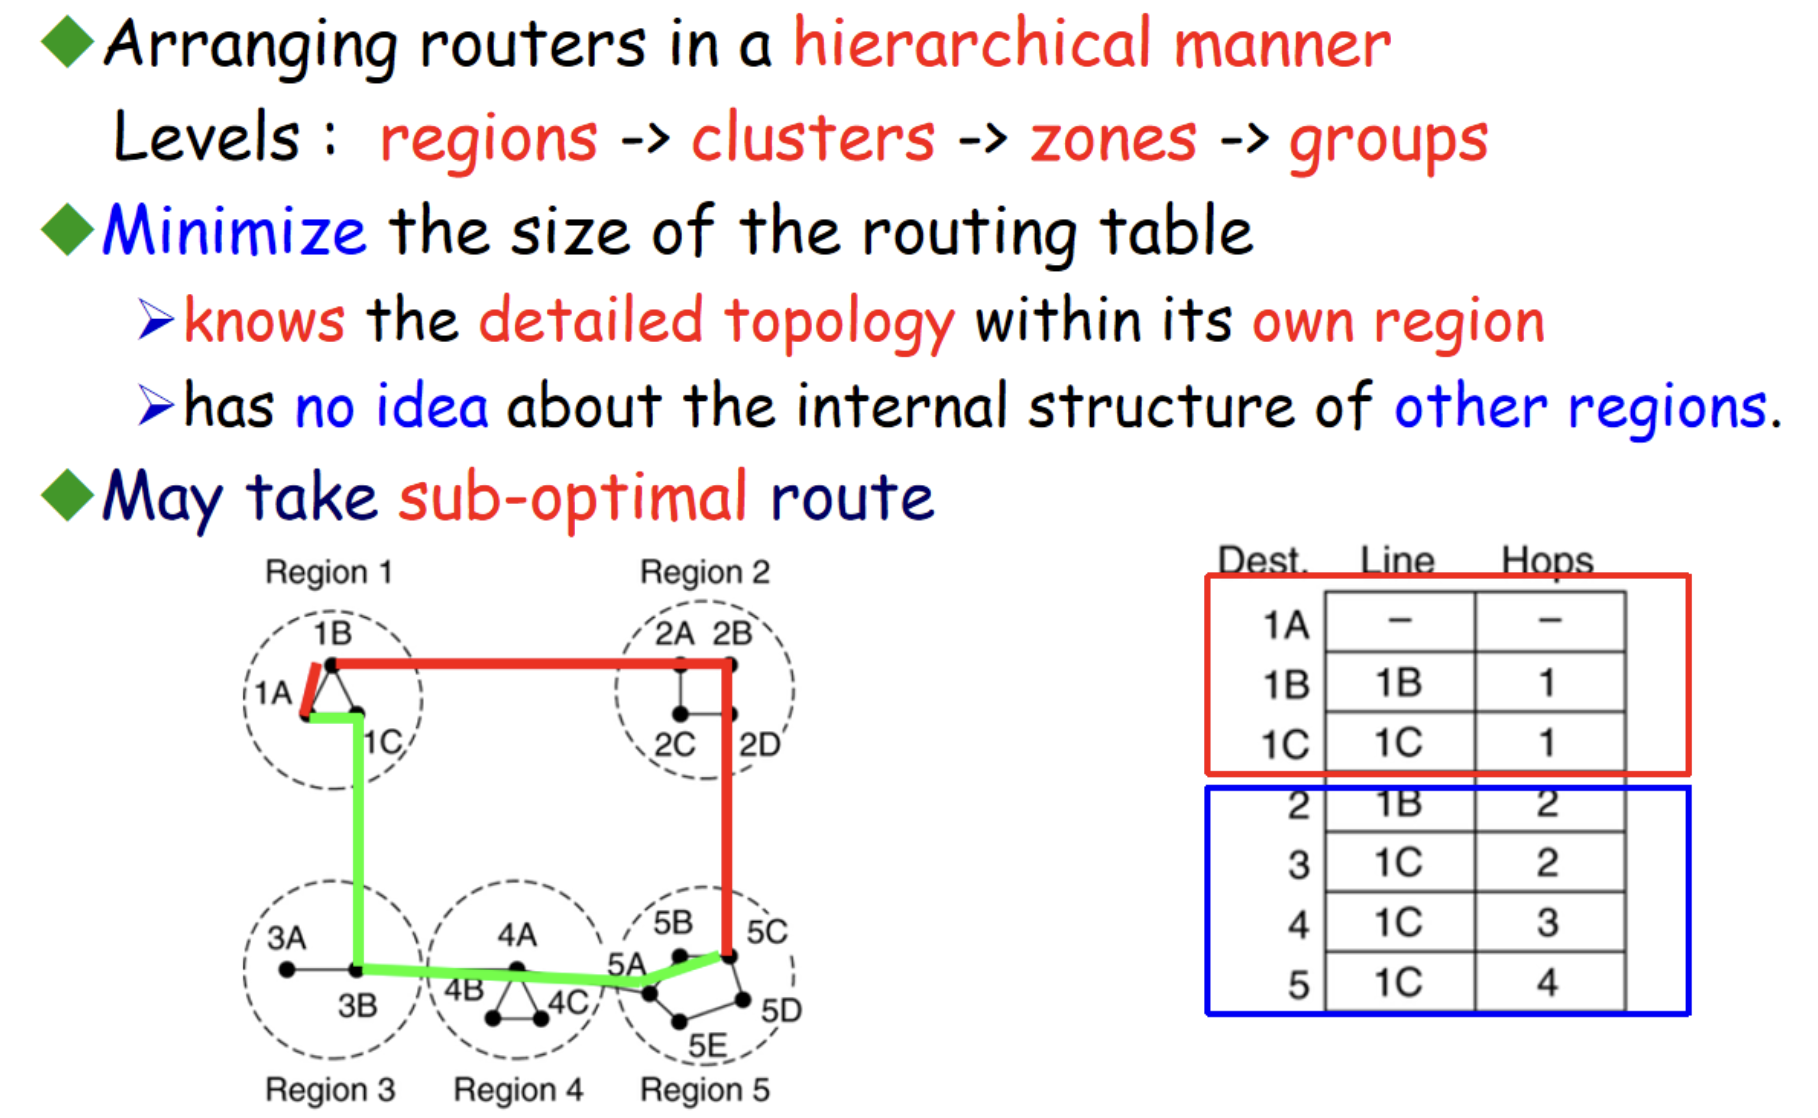 Arranging routers in a hierarchical manner
Levels : regions -> clusters -> zones -> groups
Minimize the size of the routing table
knows the detailed topology within its own region
has no idea about the internal structure of other regions.
May take sub-optimal route
Region 1
Region 2
1B
2A 2B
1A
1C
2C 2D
3A
4A
5B
5C
5A
3B
4B
4C
5D
5E
Region 3
Region 4
Region 5
Dest. Line Hops
1A – –
1B 1B 1
1C 1C 1
2 1B 2
3 1C 2
4 1C 3
5 1C 4